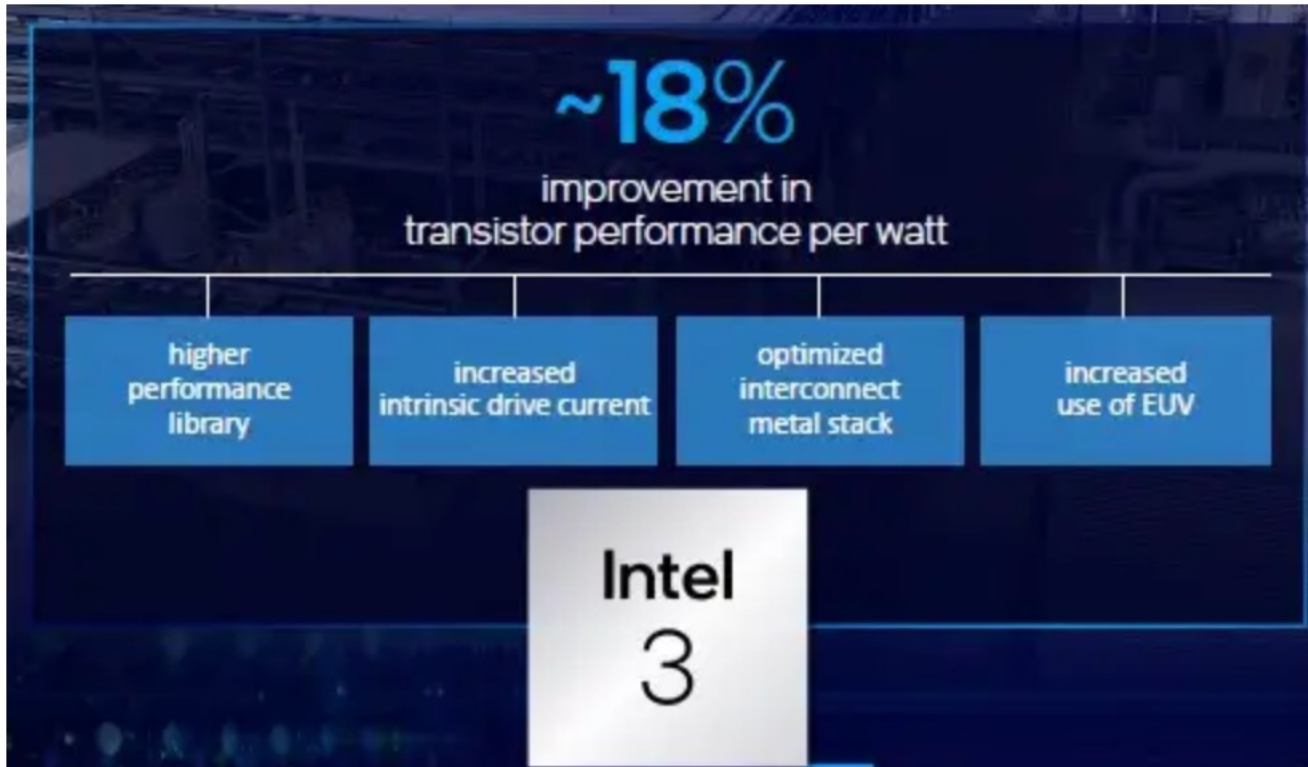 ~18%
improvement in
transistor performance per watt
higher
performance
library
increased
intrinsic drive current
optimized
interconnect
metal stack
increased
use of EUV
Intel
3